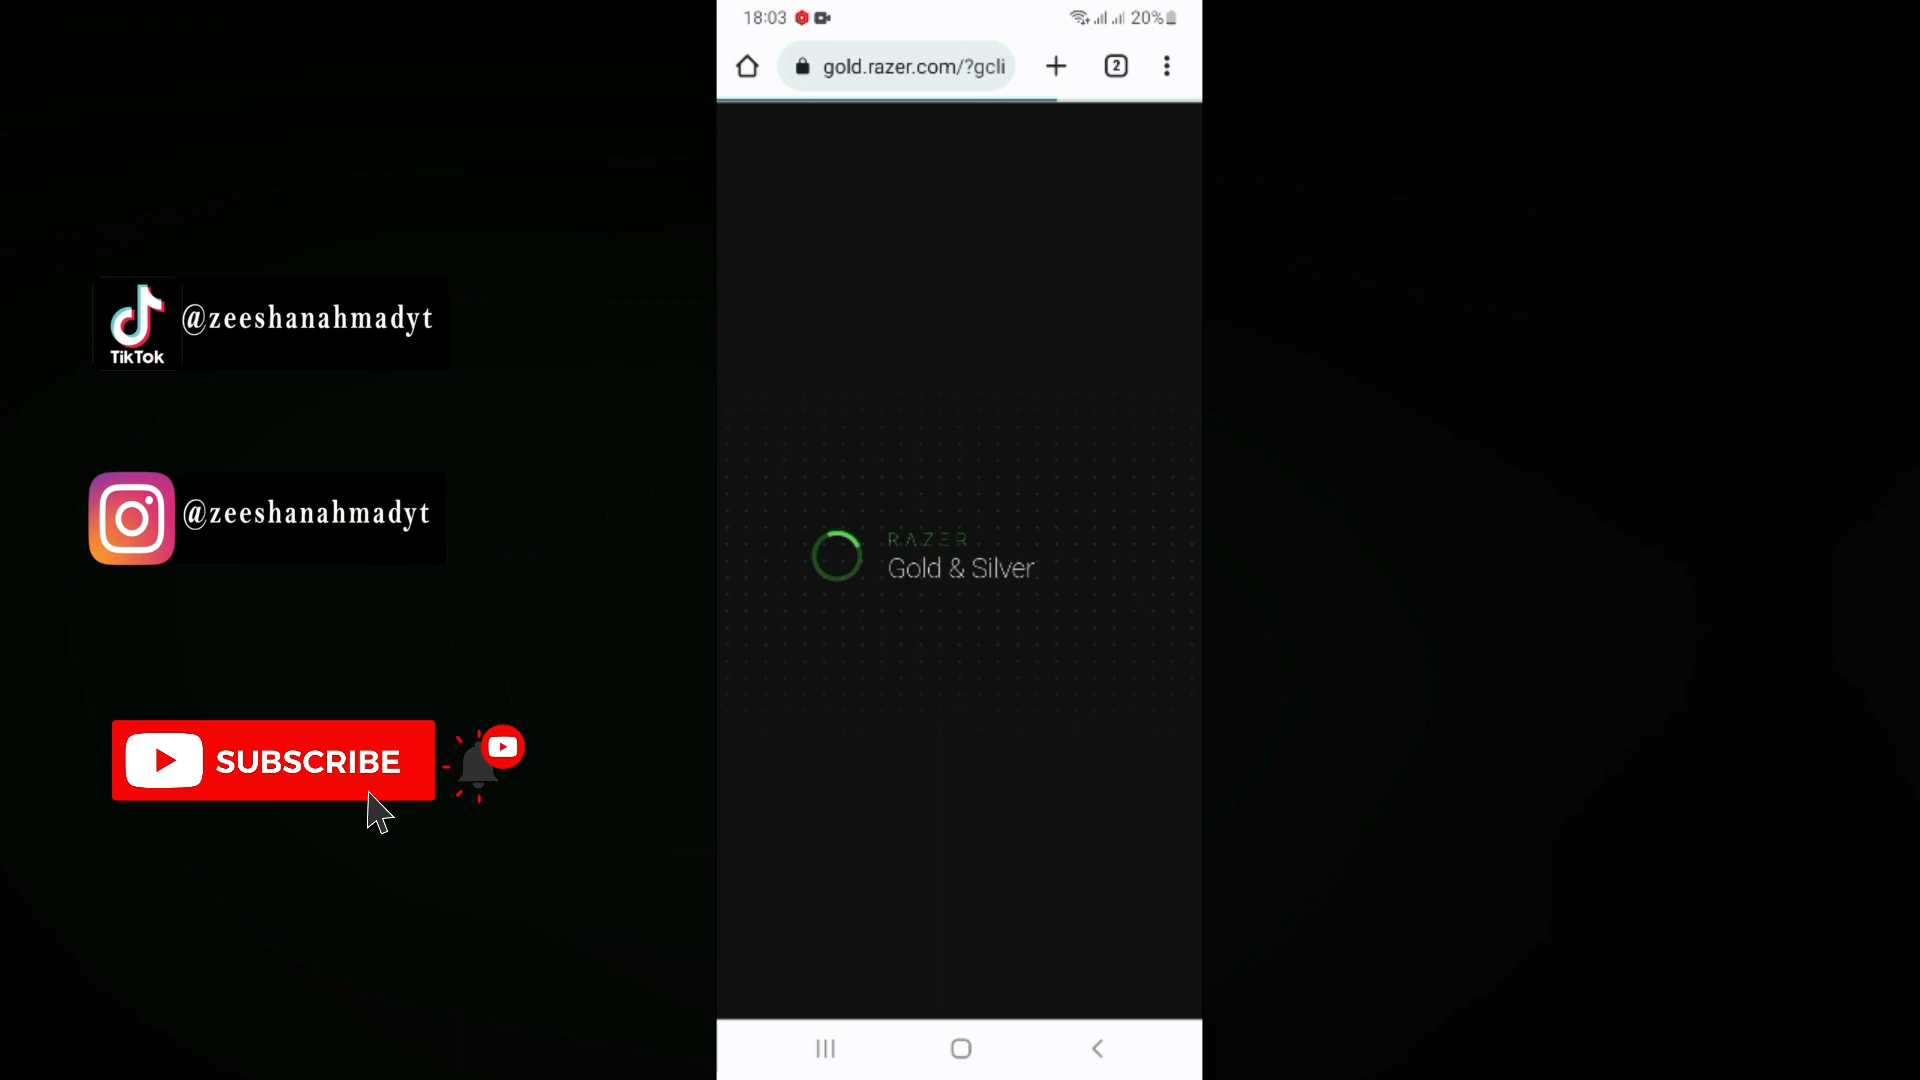 18:03
20%
gold.razer.com/?gcli
2
TikTok
@zeeshanahmadyt
@zeeshanahmadyt
RAZER
Gold & Silver
SUBSCRIBE